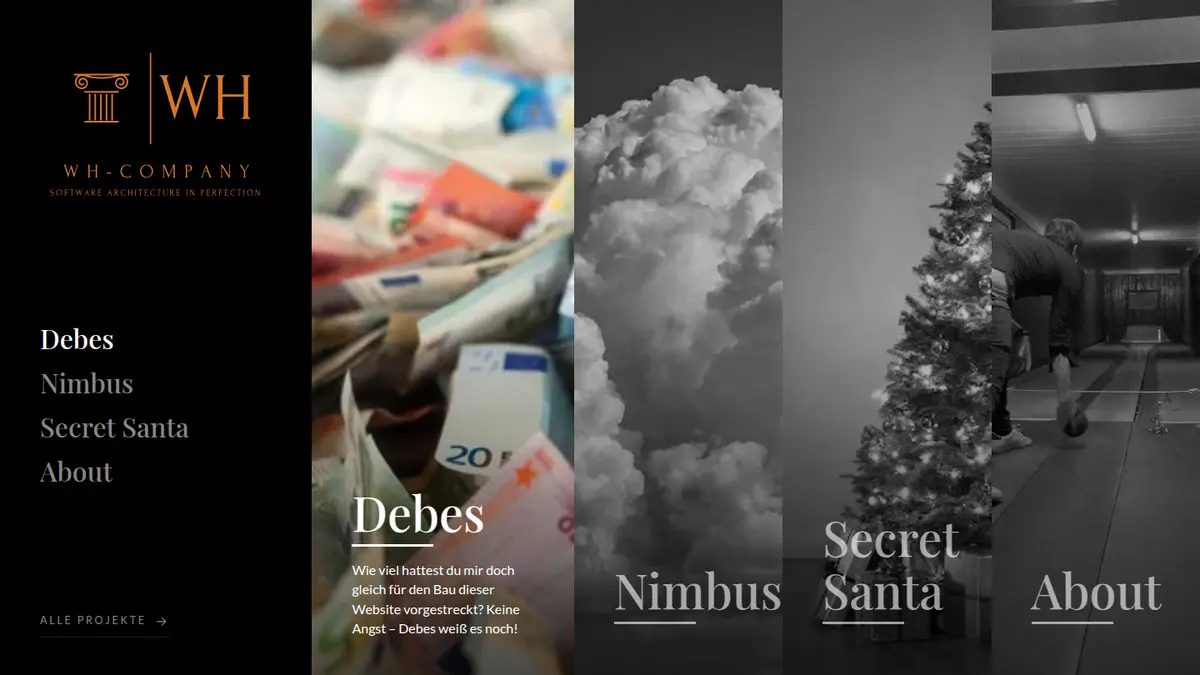 WH
WH-COMPANY
SOFTWARE ARCHITECTURE IN PERFECTION
Debes
Nimbus
Secret Santa
About
ALLE PROJEKTE →
20
Debes
Wie viel hattest du mir doch
gleich für den Bau dieser
Website vorgestreckt? Keine
Angst – Debes weiß es noch!
Nimbus
Secret
Santa
About